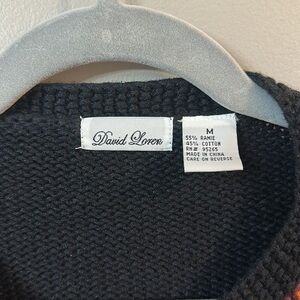 David Loren
M
55% RAMIE
45% COTTON
RN# 95265
MADE IN CHINA
CARE ON REVERSE